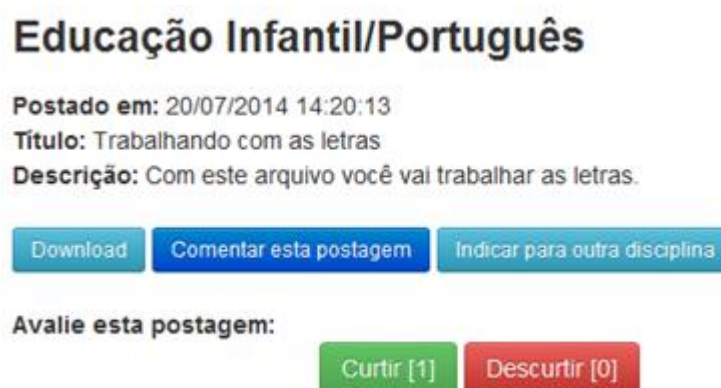 Educação Infantil/Português
Postado em: 20/07/2014 14:20:13
Título: Trabalhando com as letras
Descrição: Com este arquivo você vai trabalhar as letras.
Download Comentar esta postagem Indicar para outra disciplina
Avalie esta postagem:
Curtir [1] Descurtir [0]